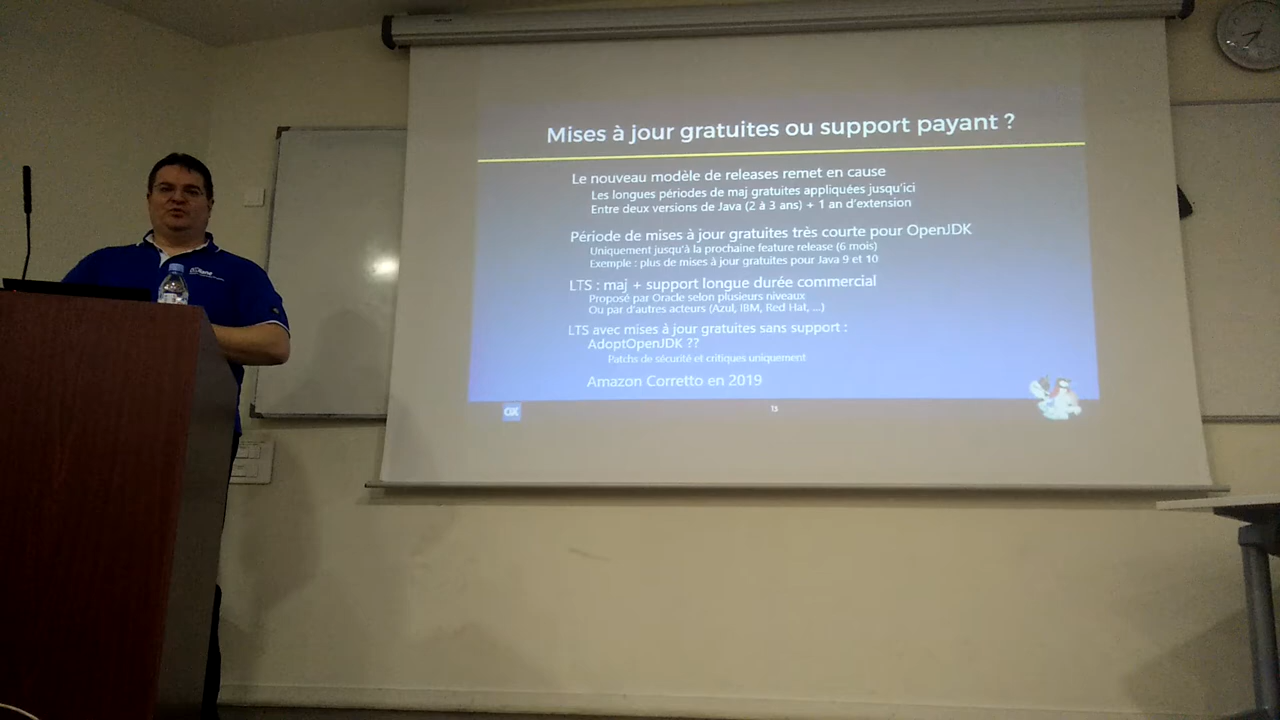 Mises à jour gratuites ou support payant ?
Le nouveau modèle de releases remet en cause
Les longues périodes de maj gratuites appliquées jusqu'ici
Entre deux versions de Java (2 à 3 ans) + 1 an d'extension
Période de mises à jour gratuites très courte pour OpenJDK
Uniquement jusqu'à la prochaine feature release (6 mois)
Exemple : plus de mises à jour gratuites pour Java 9 et 10
LTS : maj + support longue durée commercial
Proposé par Oracle selon plusieurs niveaux
Ou par d'autres acteurs (Azul, IBM, Red Hat, ...)
LTS avec mises à jour gratuites sans support :
AdoptOpenJDK ??
Patchs de sécurité et critiques uniquement
Amazon Corretto en 2019
13